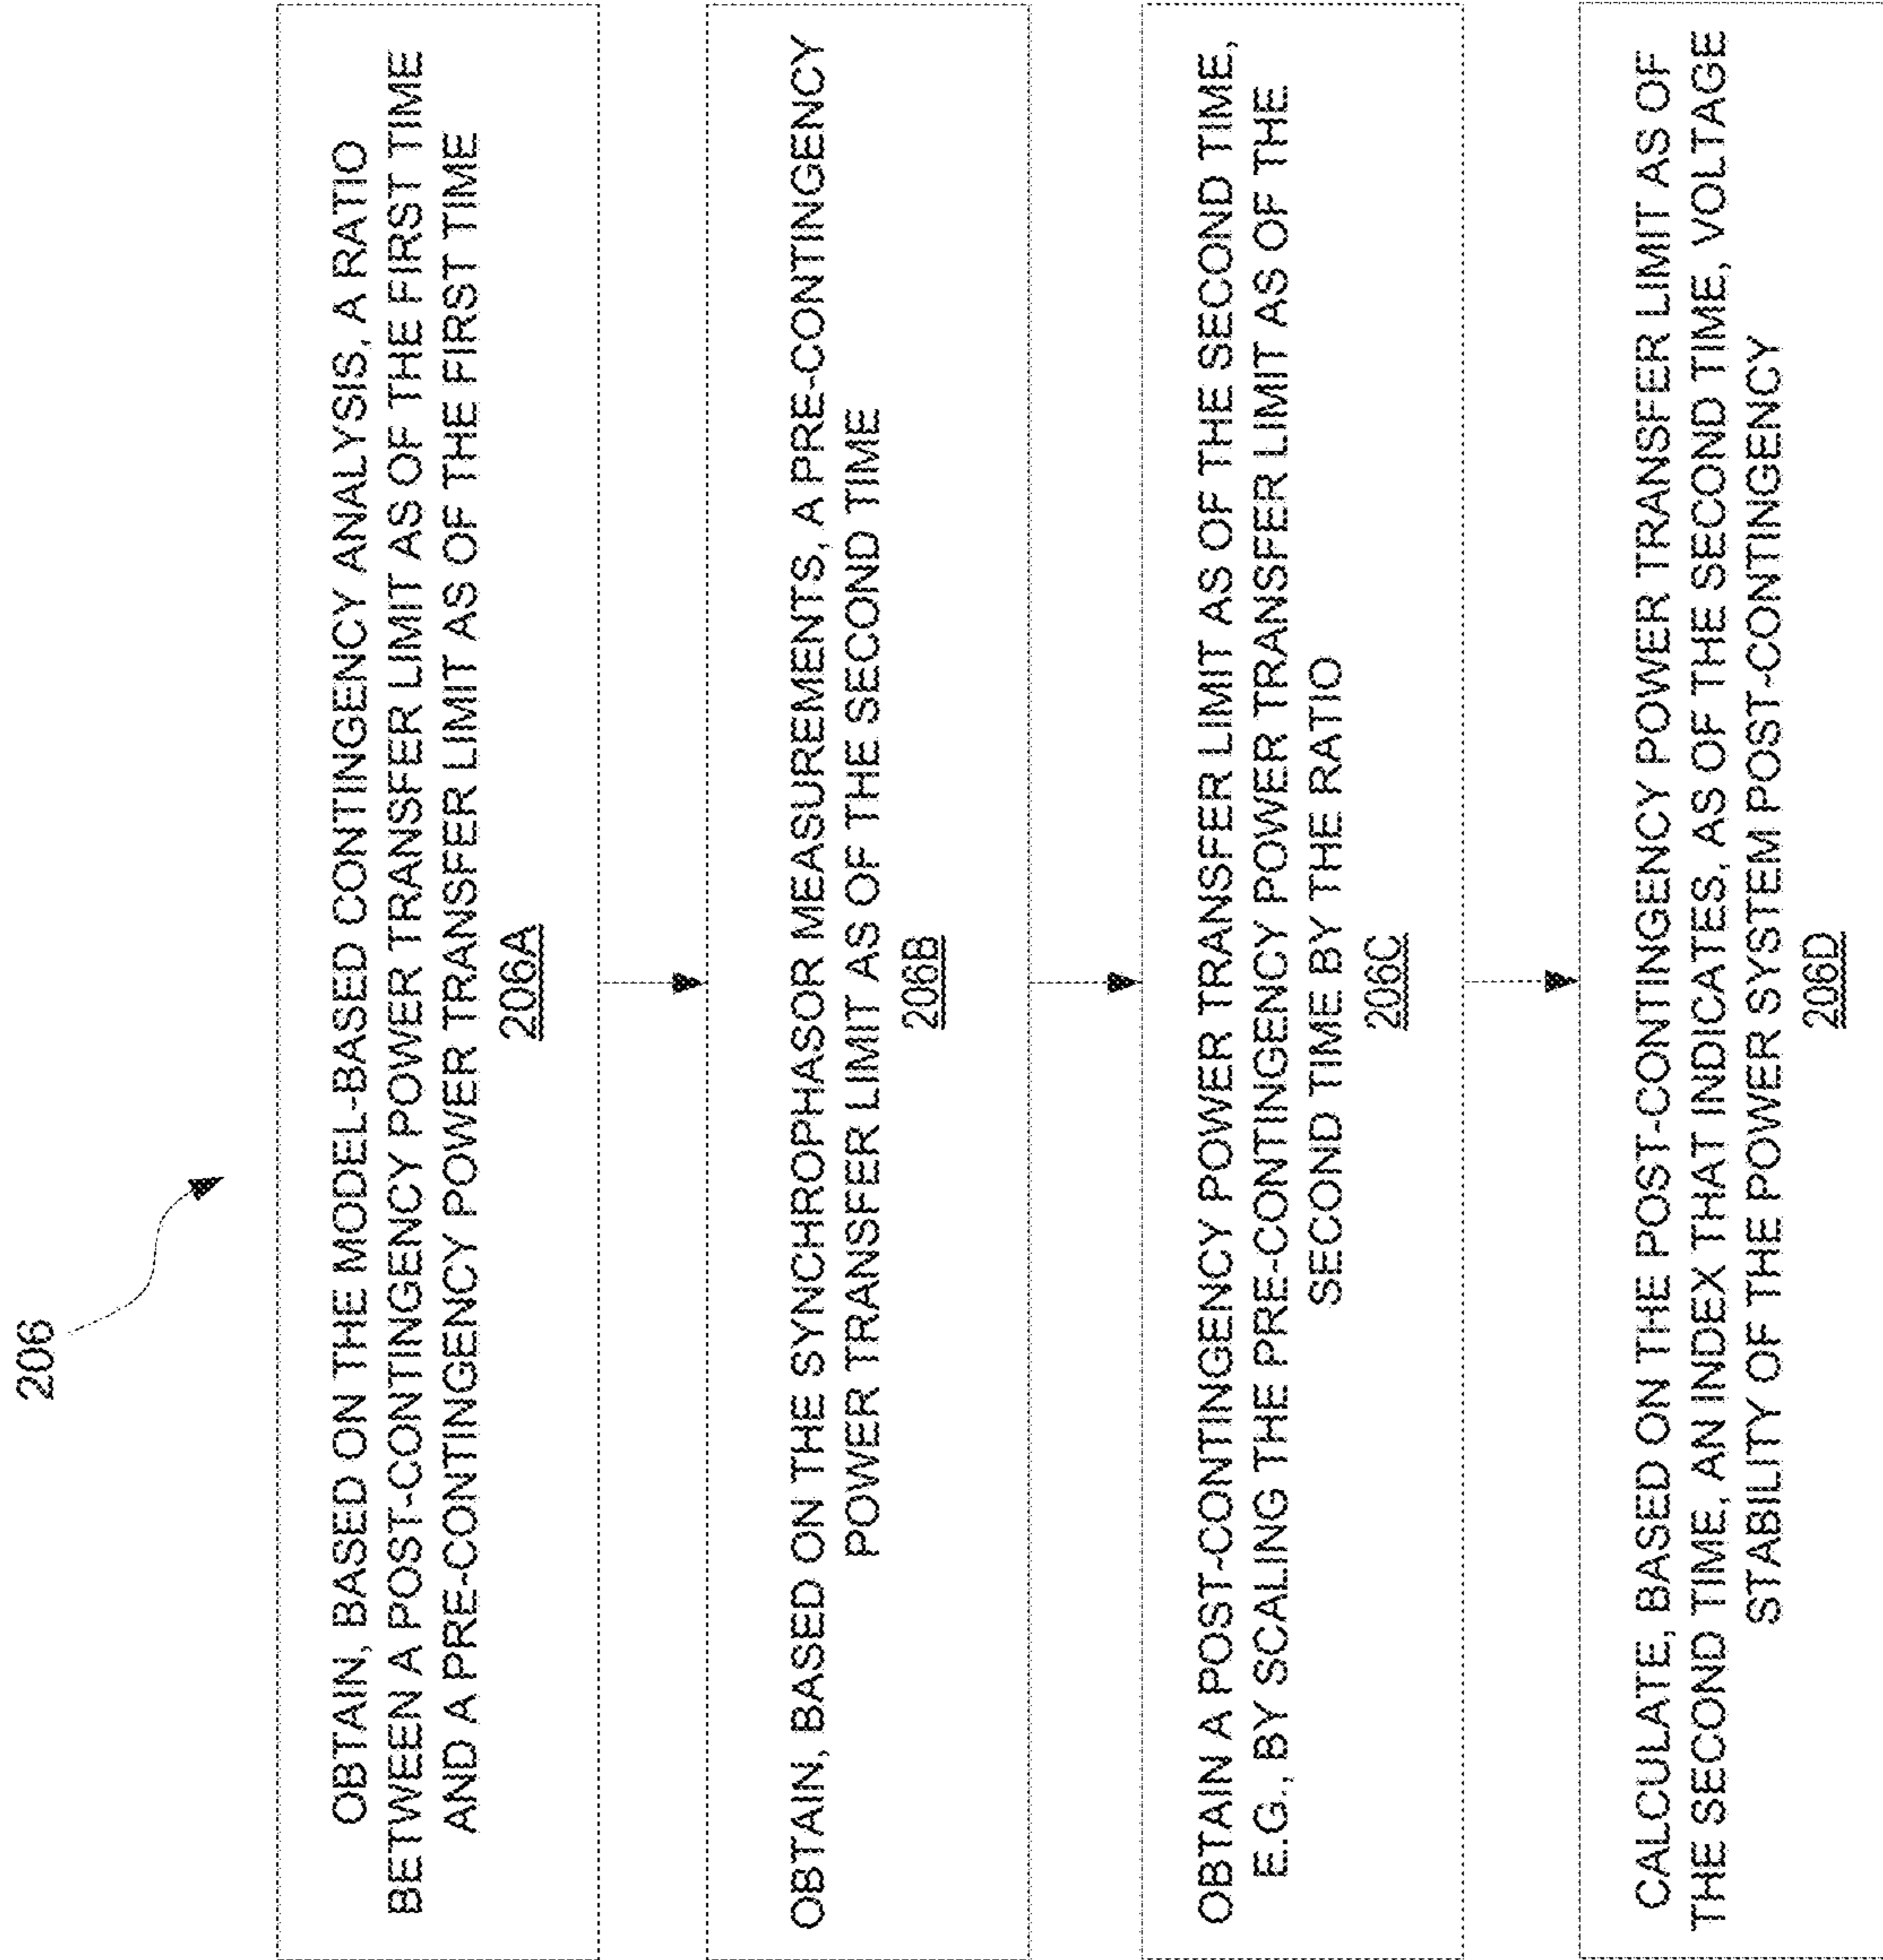 206
OBTAIN, BASED ON THE MODEL-BASED CONTINGENCY ANALYSIS, A RATIO
BETWEEN A POST-CONTINGENCY POWER TRANSFER LIMIT AS OF THE FIRST TIME
AND A PRE-CONTINGENCY POWER TRANSFER LIMIT AS OF THE FIRST TIME
206A
OBTAIN, BASED ON THE SYNCHROPHASOR MEASUREMENTS, A PRE-CONTINGENCY
POWER TRANSFER LIMIT AS OF THE SECOND TIME
206B
OBTAIN A POST-CONTINGENCY POWER TRANSFER LIMIT AS OF THE SECOND TIME,
E.G., BY SCALING THE PRE-CONTINGENCY POWER TRANSFER LIMIT AS OF THE
SECOND TIME BY THE RATIO
206C
CALCULATE, BASED ON THE POST-CONTINGENCY POWER TRANSFER LIMIT AS OF
THE SECOND TIME, AN INDEX THAT INDICATES, AS OF THE SECOND TIME, VOLTAGE
STABILITY OF THE POWER SYSTEM POST-CONTINGENCY
206D